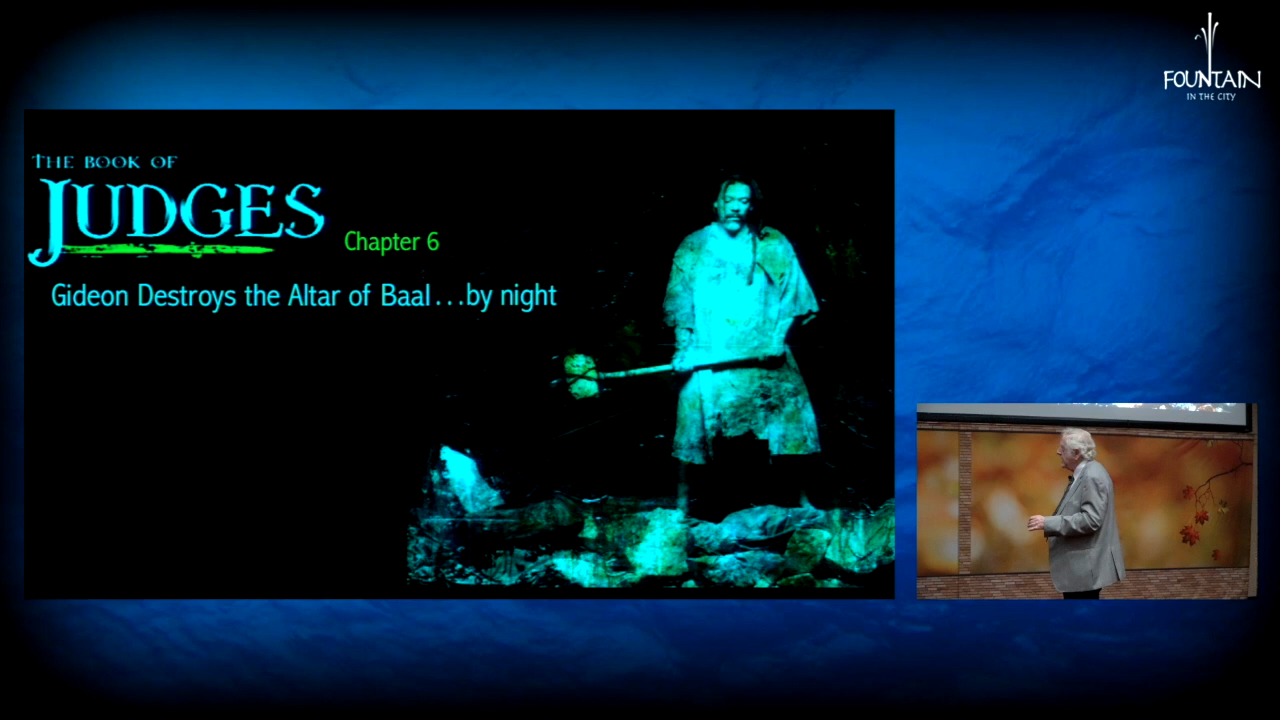 FOUNTAIN
IN THE CITY
THE BOOK OF
JUDGES
Chapter 6
Gideon Destroys the Altar of Baal...by night